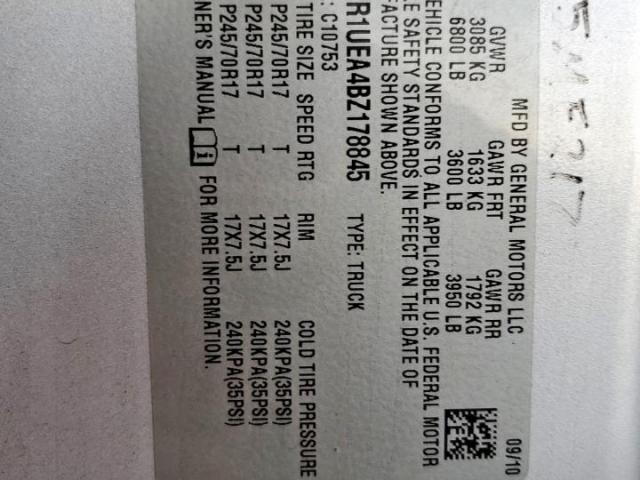 5MF217
MFD BY GENERAL MOTORS LLC 09/10
GVWR GAWR FRT GAWR RR
3085 KG 1633 KG 1792 KG
6800 LB 3600 LB 3950 LB
EHICLE CONFORMS TO ALL APPLICABLE U.S. FEDERAL MOTOR
LE SAFETY STANDARDS IN EFFECT ON THE DATE OF
FACTURE SHOWN ABOVE.
R1UEA4BZ178845 TYPE: TRUCK
: C10753
TIRE SIZE SPEED RTG RIM COLD TIRE PRESSURE
P245/70R17 T 17X7.5J 240KPA(35PSI)
P245/70R17 T 17X7.5J 240KPA(35PSI)
P245/70R17 T 17X7.5J 240KPA(35PSI)
NER'S MANUAL i FOR MORE INFORMATION.